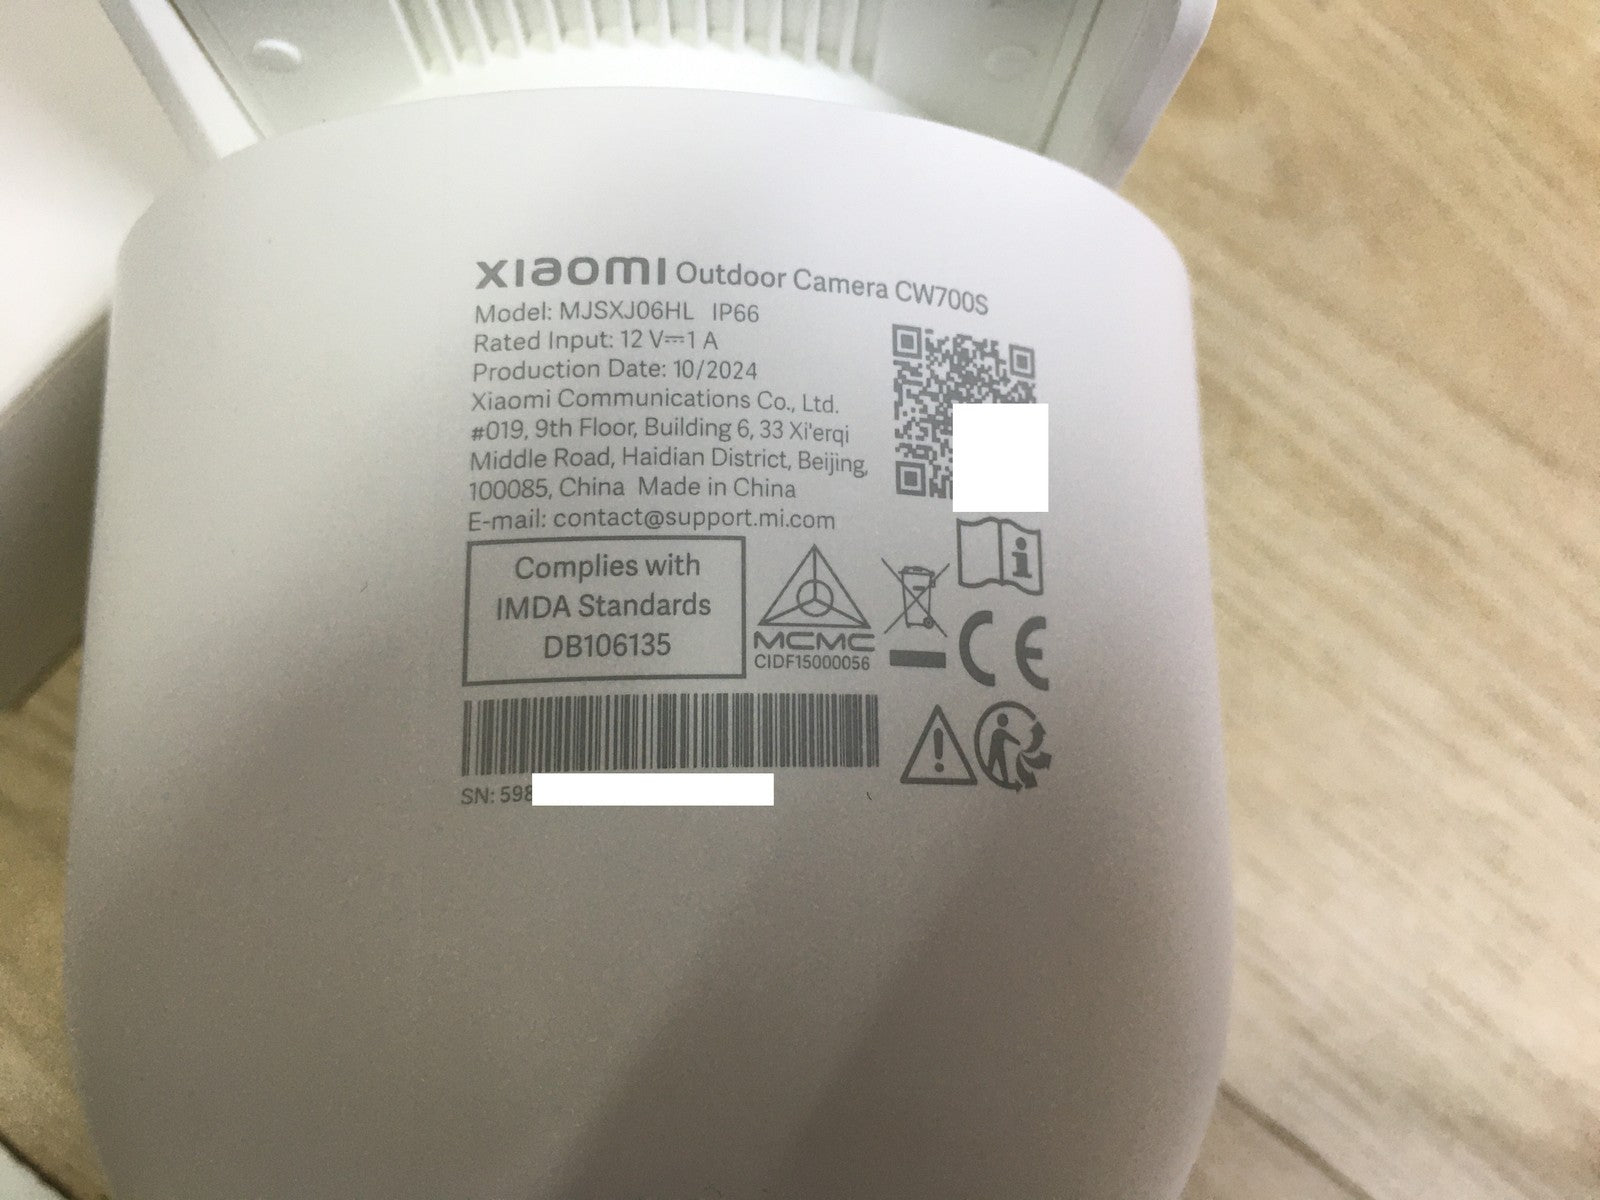 xiaomi Outdoor Camera CW700S
Model: MJSXJ06HL IP66
Rated Input: 12 V⎓1 A
Production Date: 10/2024
Xiaomi Communications Co., Ltd.
#019, 9th Floor, Building 6, 33 Xi'erqi
Middle Road, Haidian District, Beijing,
100085, China Made in China
E-mail: contact@support.mi.com
Complies with
IMDA Standards
DB106135
MCMC
CIDF15000056
CE
SN: 598